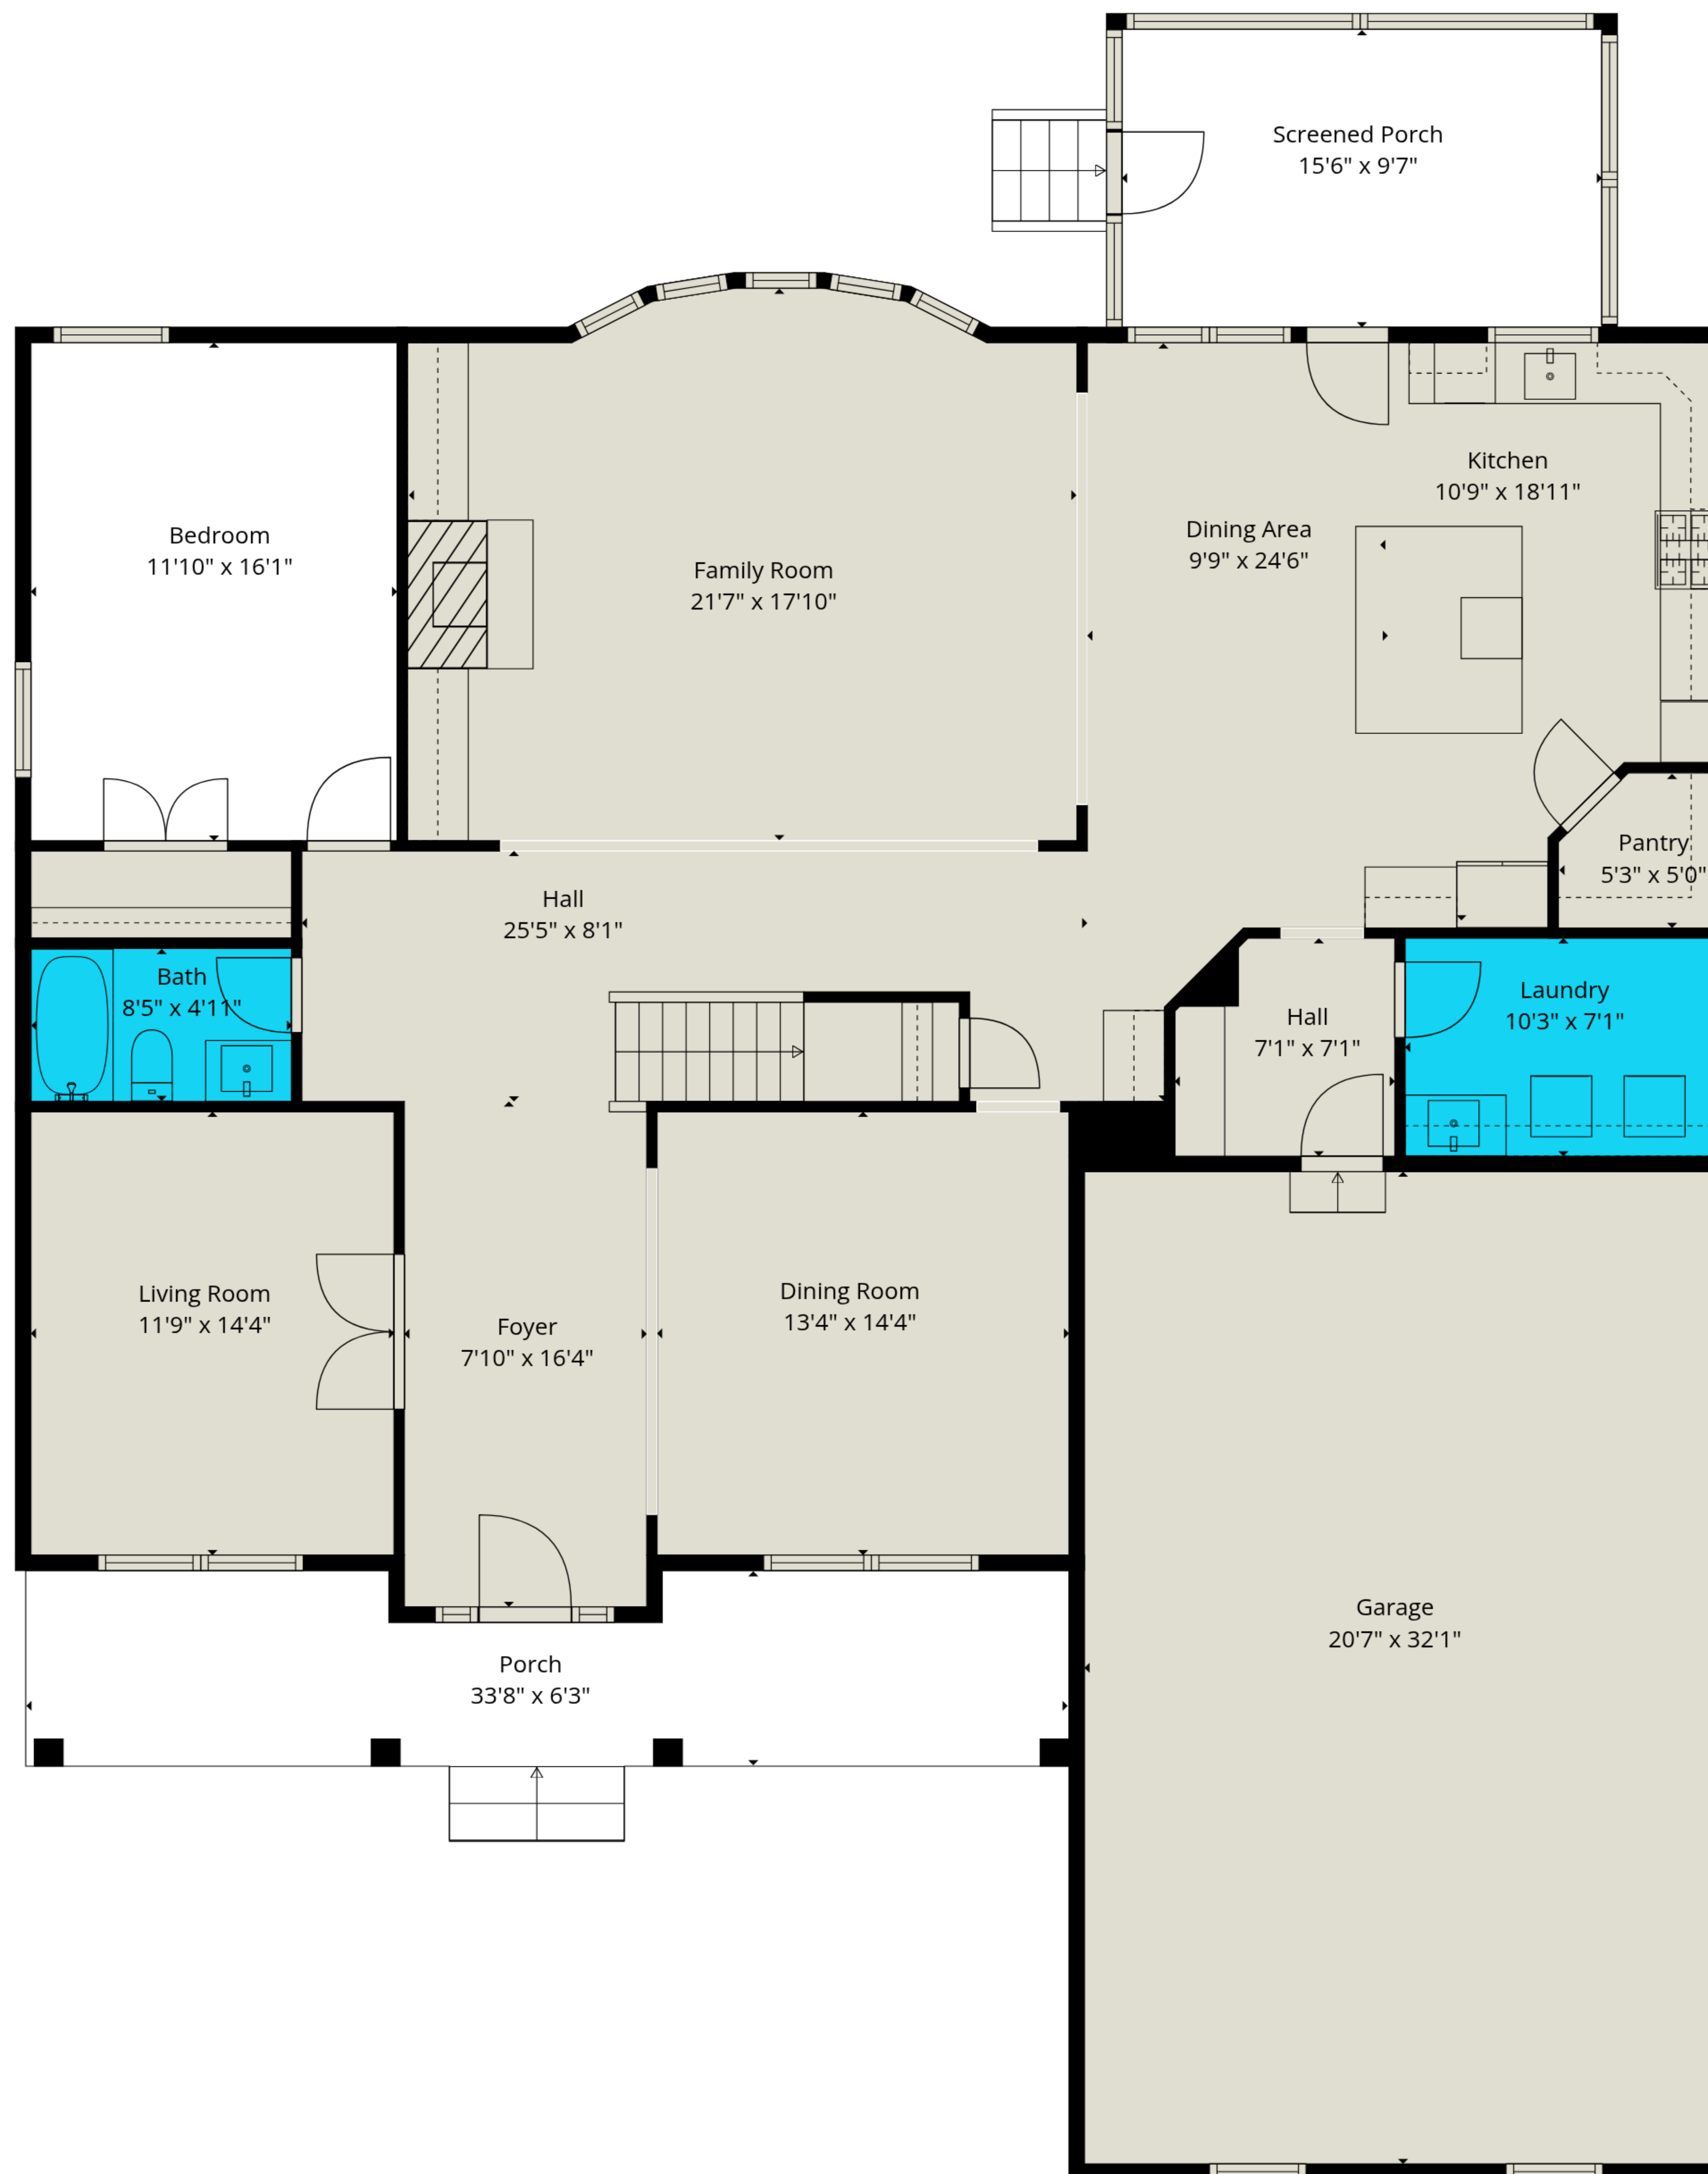 Screened Porch
15'6" x 9'7"
Kitchen
10'9" x 18'11"
Dining Area
9'9" x 24'6"
Bedroom
11'10" x 16'1"
Family Room
21'7" x 17'10"
Pantry
5'3" x 5'0"
Hall
25'5" x 8'1"
Bath
8'5" x 4'11"
Laundry
10'3" x 7'1"
Hall
7'1" x 7'1"
Living Room
11'9" x 14'4"
Dining Room
13'4" x 14'4"
Foyer
7'10" x 16'4"
Garage
20'7" x 32'1"
Porch
33'8" x 6'3"